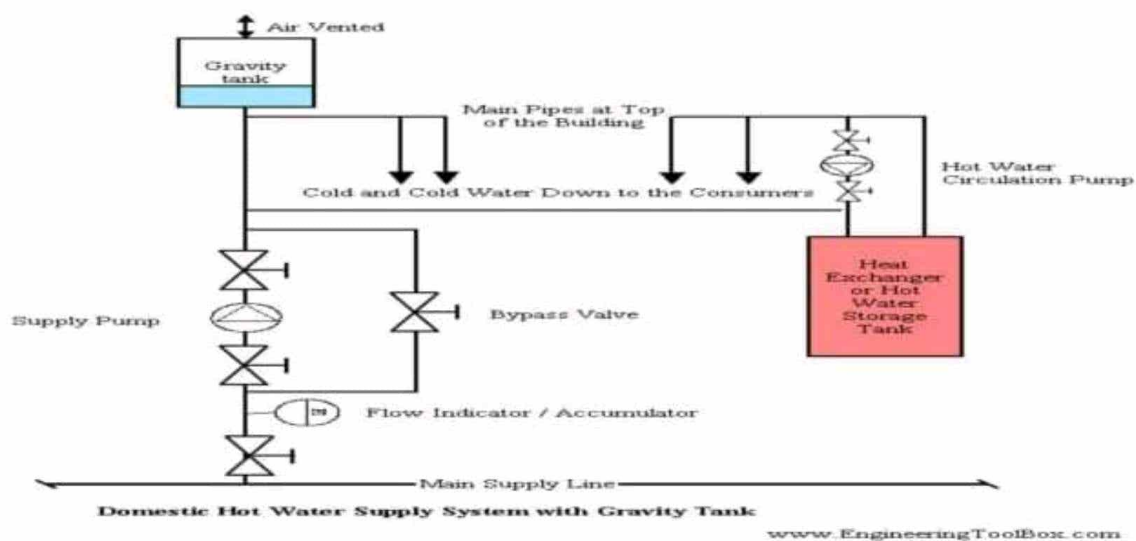 Air Vented
Gravity
tank
Main Pipes at Top
of the Building
Hot Water
Circulation Pump
Cold and Cold Water Down to the Consumers
Heat
Exchanger
or Hot
Water
Storage
Tank
Supply Pump
Bypass Valve
Flow Indicator / Accumulator
Main Supply Line
Domestic Hot Water Supply System with Gravity Tank
www.EngineeringToolBox.com